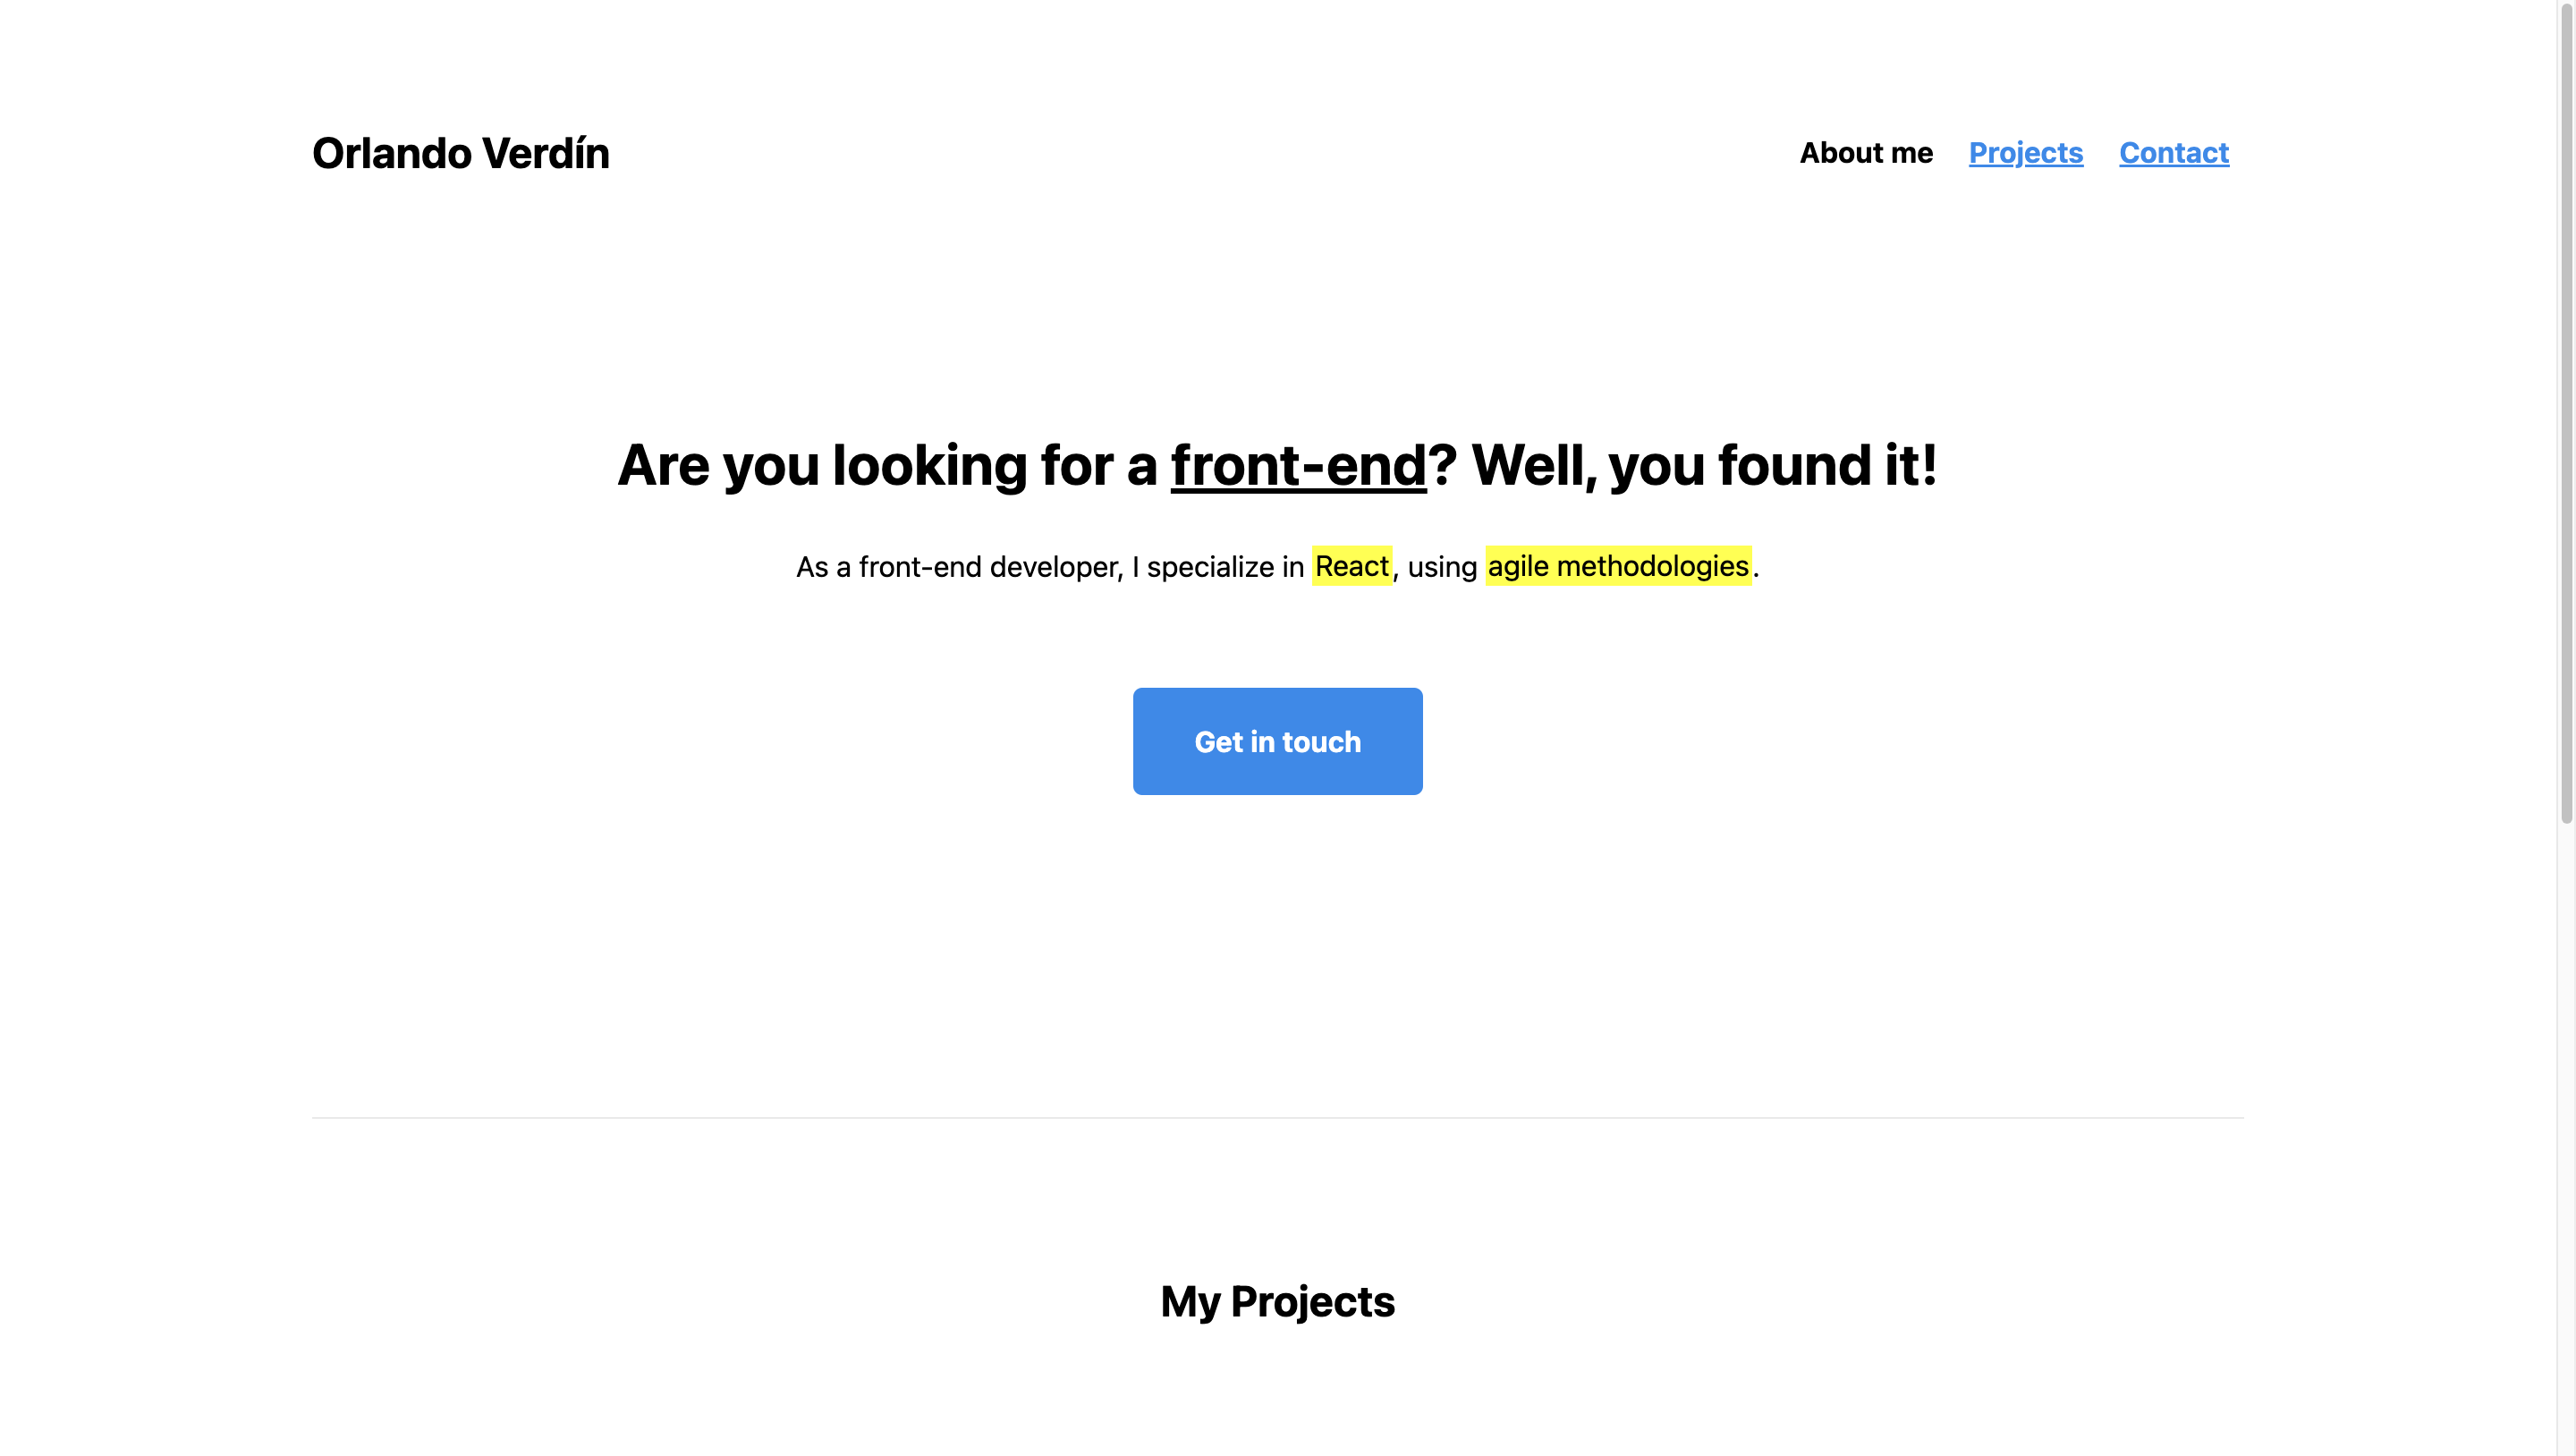 Orlando Verdín
About me Projects Contact
Are you looking for a front-end? Well, you found it!
As a front-end developer, I specialize in React, using agile methodologies.
Get in touch
My Projects